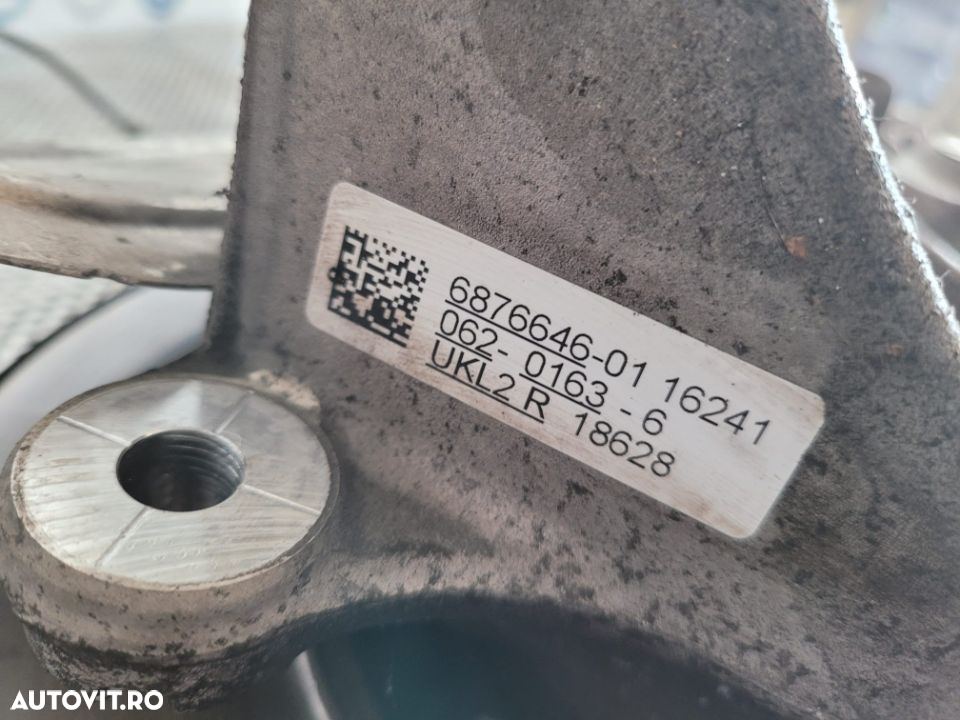 6876646-01 16241
062- 0163 - 6
UKL2 R 18628
AUTOVIT.RO